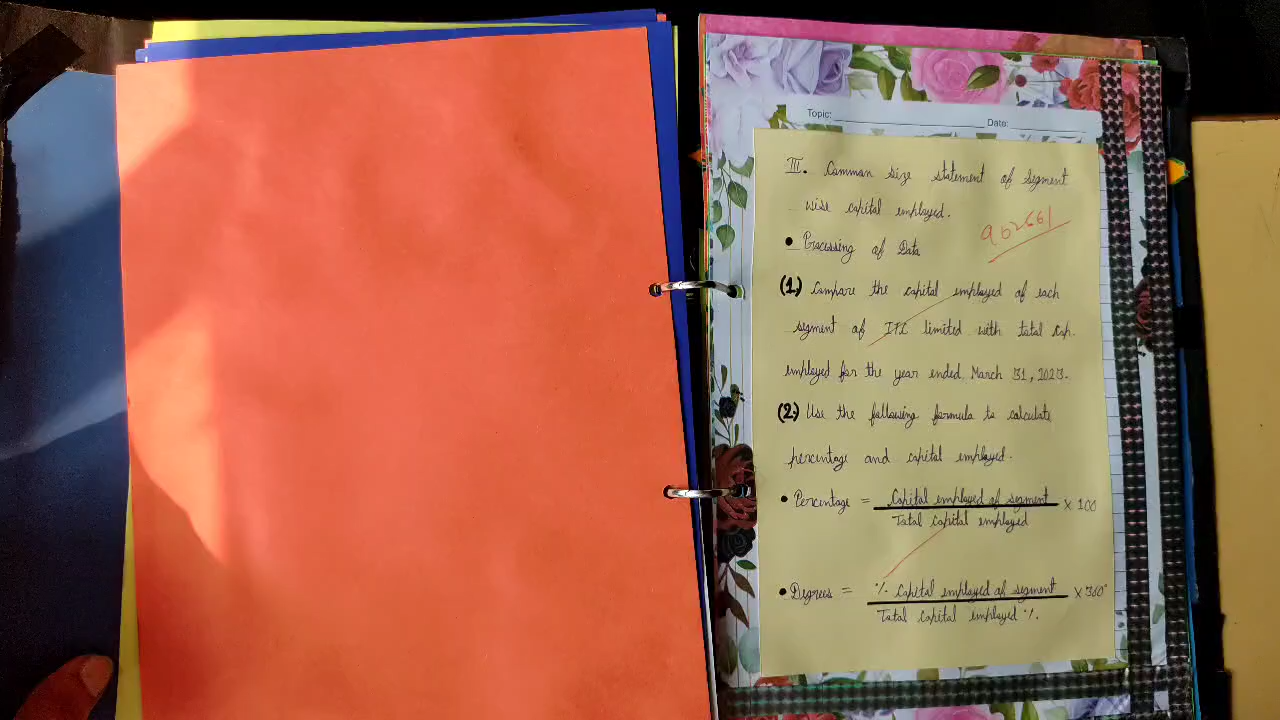 Topic: Date:
III. Common size statement of segment
wise capital employed.
962661
• Processing of Data
(1.) Compare the capital employed of each
segment of ITC limited with total cap.
employed for the year ended March 31, 2023.
(2.) Use the following formula to calculate
percentage and capital employed.
• Percentage = Capital employed of segment × 100
Total capital employed
• Degrees = % Capital employed of segment × 360°
Total capital employed %.